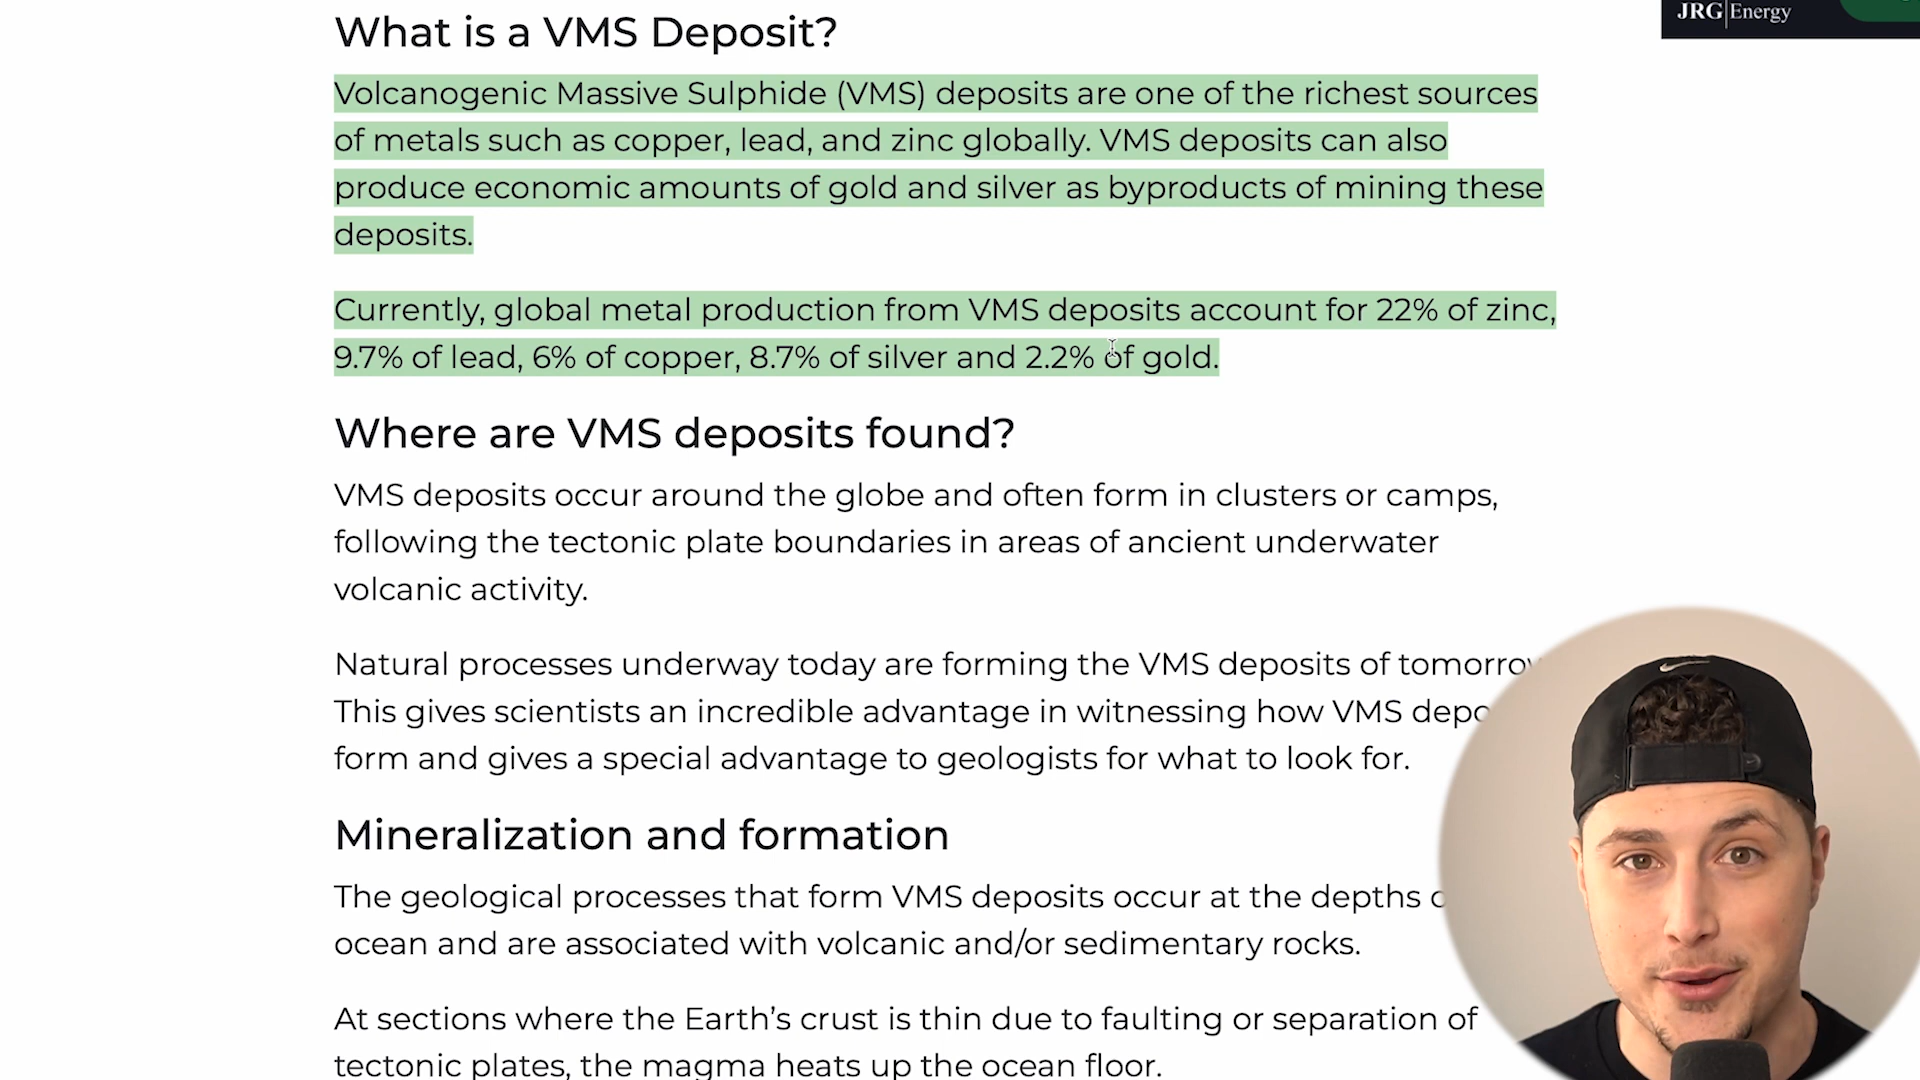 JRG Energy
What is a VMS Deposit?
Volcanogenic Massive Sulphide (VMS) deposits are one of the richest sources
of metals such as copper, lead, and zinc globally. VMS deposits can also
produce economic amounts of gold and silver as byproducts of mining these
deposits.
Currently, global metal production from VMS deposits account for 22% of zinc,
9.7% of lead, 6% of copper, 8.7% of silver and 2.2% of gold.
Where are VMS deposits found?
VMS deposits occur around the globe and often form in clusters or camps,
following the tectonic plate boundaries in areas of ancient underwater
volcanic activity.
Natural processes underway today are forming the VMS deposits of
This gives scientists an incredible advantage in witnessing how VMS
form and gives a special advantage to geologists for what to look for.
Mineralization and formation
The geological processes that form VMS deposits occur at the depths
ocean and are associated with volcanic and/or sedimentary rocks.
At sections where the Earth’s crust is thin due to faulting or separation of
tectonic plates, the magma heats up the ocean floor.